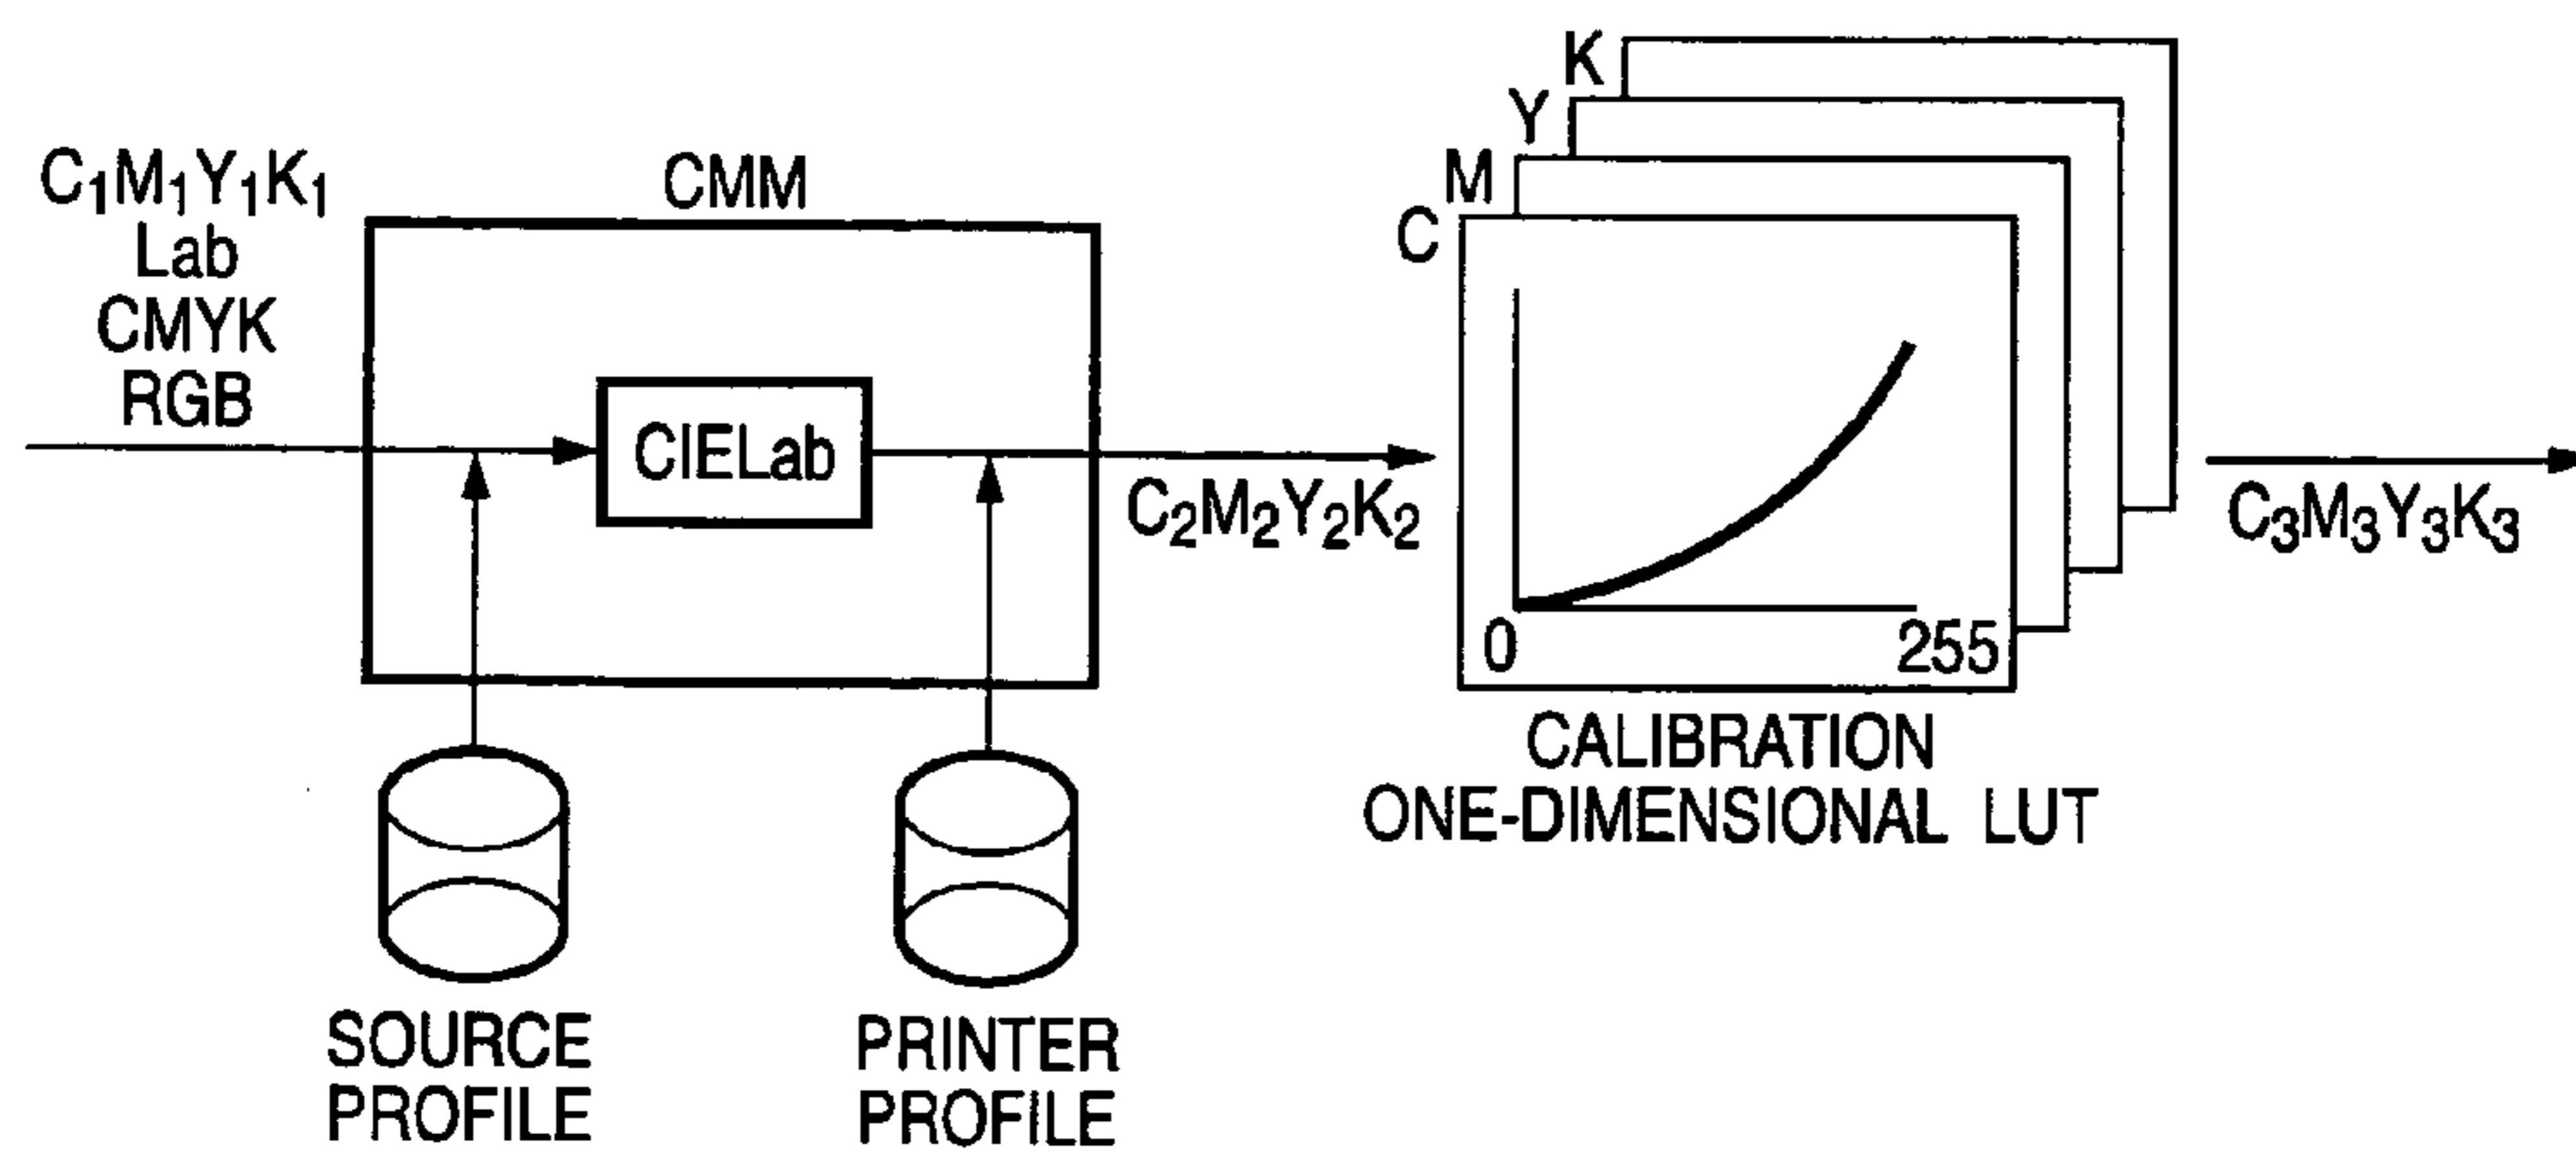 C₁M₁Y₁K₁
Lab
CMYK
RGB
CMM
CIELab
C₂M₂Y₂K₂
K
Y
M
C
0
255
CALIBRATION
ONE-DIMENSIONAL LUT
C₃M₃Y₃K₃
SOURCE
PROFILE
PRINTER
PROFILE